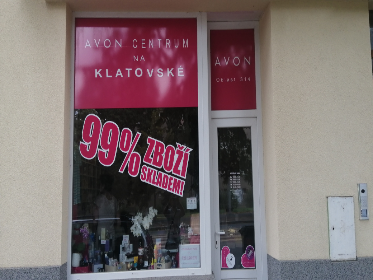 AVON CENTRUM
NA
KLATOVSKÉ
AVON
99% ZBOŽÍ
SKLADEM!